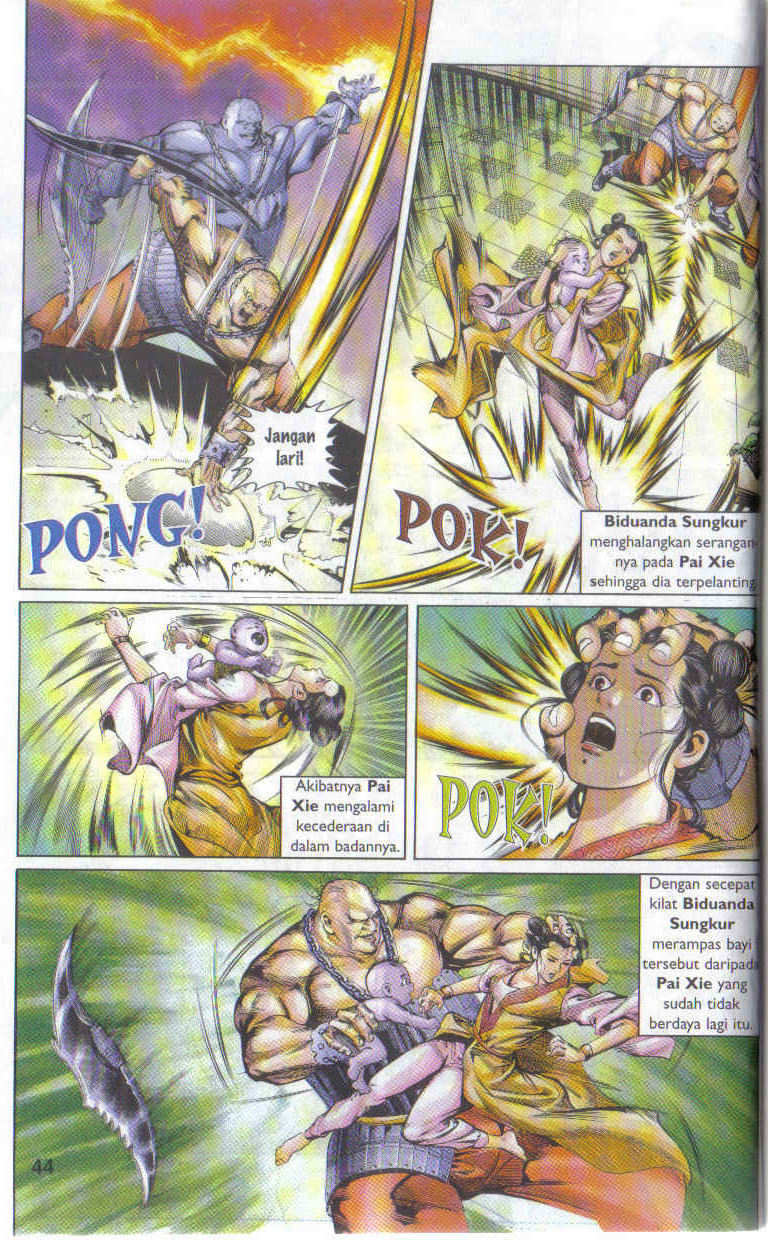 Jangan
lari!
PONG!
POK!
Biduanda Sungkur
menghalangkan serangan-
nya pada Pai Xie
sehingga dia terpelanting.
Akibatnya Pai
Xie mengalami
kecederaan di
dalam badannya.
POK!
Dengan secepat
kilat Biduanda
Sungkur
merampas bayi
tersebut daripada
Pai Xie yang
sudah tidak
berdaya lagi itu.
44